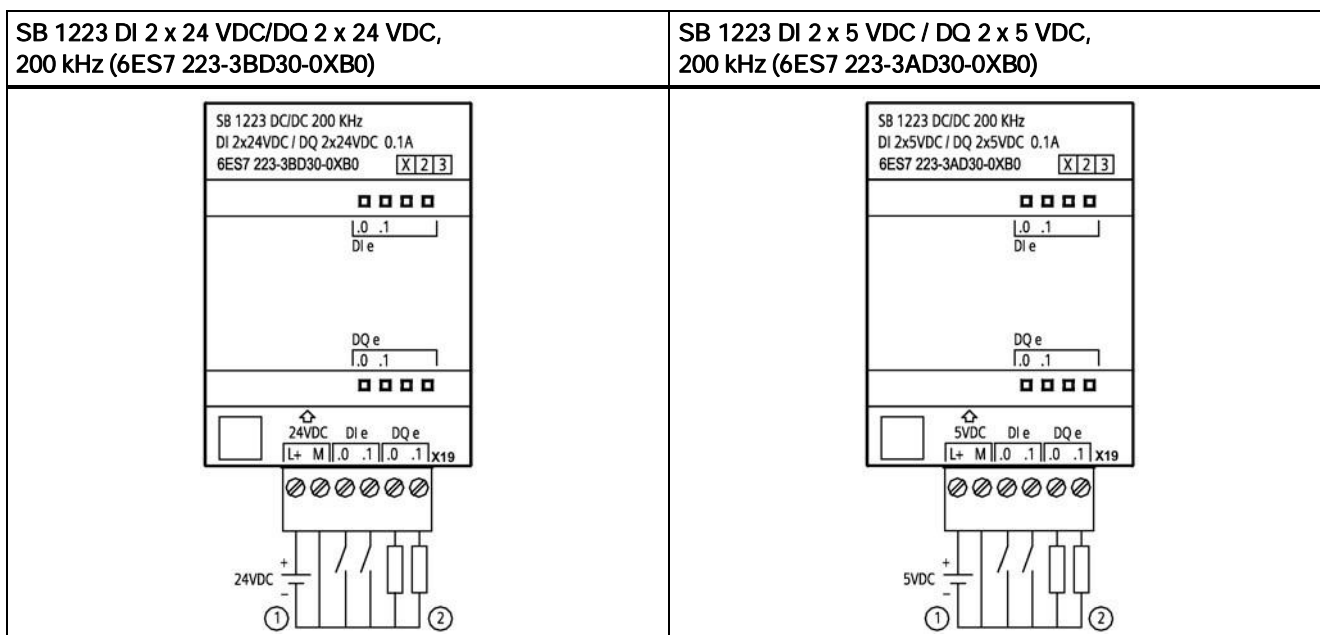 SB 1223 DI 2 x 24 VDC/DQ 2 x 24 VDC,
200 kHz (6ES7 223-3BD30-0XB0)
SB 1223 DI 2 x 5 VDC / DQ 2 x 5 VDC,
200 kHz (6ES7 223-3AD30-0XB0)
SB 1223 DC/DC 200 KHz
DI 2x24VDC / DQ 2x24VDC 0.1A
6ES7 223-3BD30-0XB0 X 2 3
.0 .1
DI e
DQ e
.0 .1
24VDC DI e DQ e
L+ M .0 .1 .0 .1 X19
+
24VDC
–
1 2
SB 1223 DC/DC 200 KHz
DI 2x5VDC / DQ 2x5VDC 0.1A
6ES7 223-3AD30-0XB0 X 2 3
.0 .1
DI e
DQ e
.0 .1
5VDC DI e DQ e
L+ M .0 .1 .0 .1 X19
+
5VDC
–
1 2